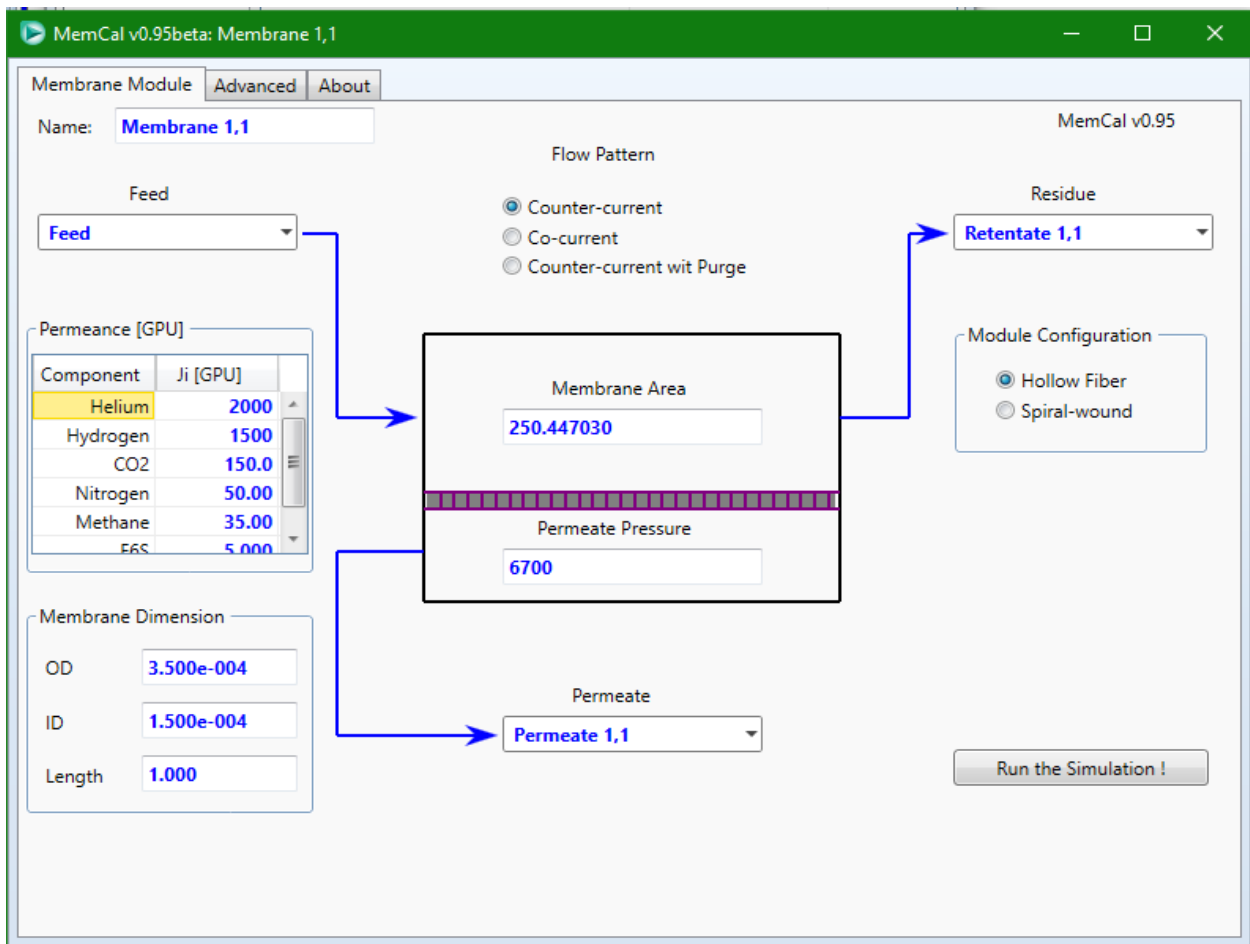 MemCal v0.95beta: Membrane 1,1
Membrane Module Advanced About
Name: Membrane 1,1
MemCal v0.95
Flow Pattern
Feed
Feed
Counter-current
Co-current
Counter-current wit Purge
Residue
Retentate 1,1
Permeance [GPU]
Component Ji [GPU]
Helium 2000
Hydrogen 1500
CO2 150.0
Nitrogen 50.00
Methane 35.00
F6S 5.000
Membrane Area
250.447030
Permeate Pressure
6700
Module Configuration
Hollow Fiber
Spiral-wound
Membrane Dimension
OD 3.500e-004
ID 1.500e-004
Length 1.000
Permeate
Permeate 1,1
Run the Simulation !